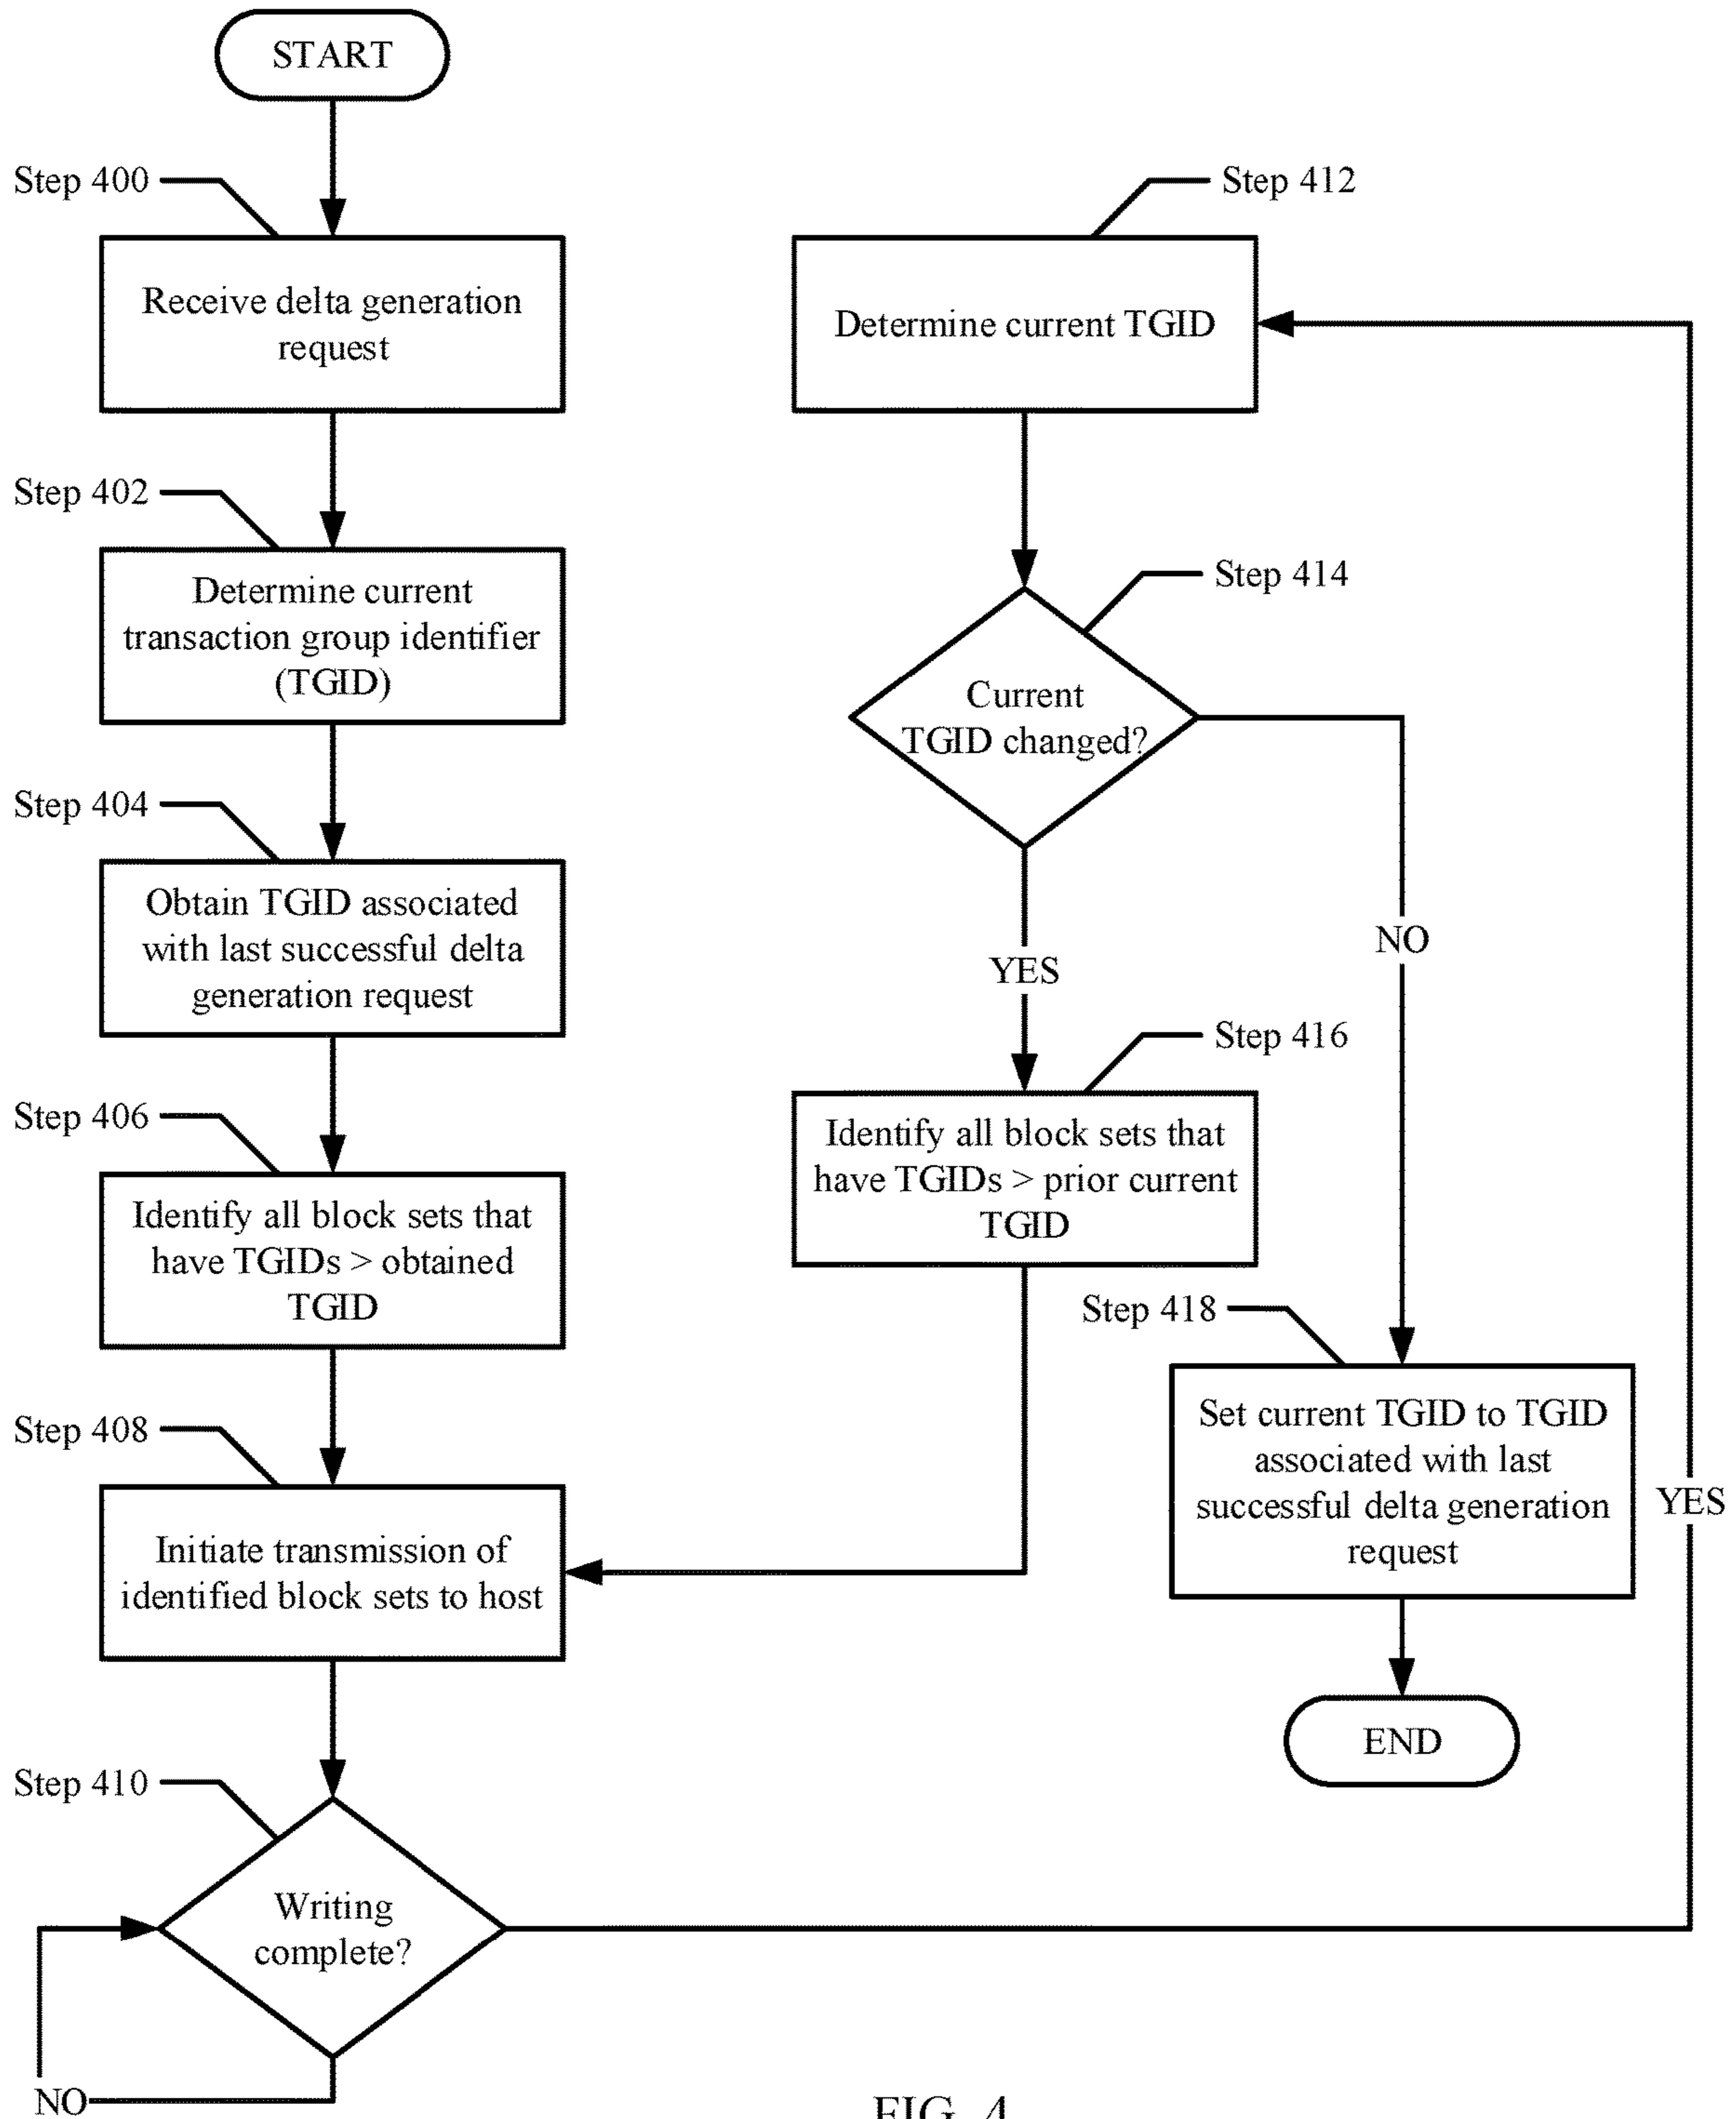 START
Step 400
Receive delta generation
request
Step 402
Determine current
transaction group identifier
(TGID)
Step 404
Obtain TGID associated
with last successful delta
generation request
Step 406
Identify all block sets that
have TGIDs > obtained
TGID
Step 408
Initiate transmission of
identified block sets to host
Step 410
Writing
complete?
NO
YES
Step 412
Determine current TGID
Step 414
Current
TGID changed?
YES
NO
Step 416
Identify all block sets that
have TGIDs > prior current
TGID
Step 418
Set current TGID to TGID
associated with last
successful delta generation
request
END
FIG. 4